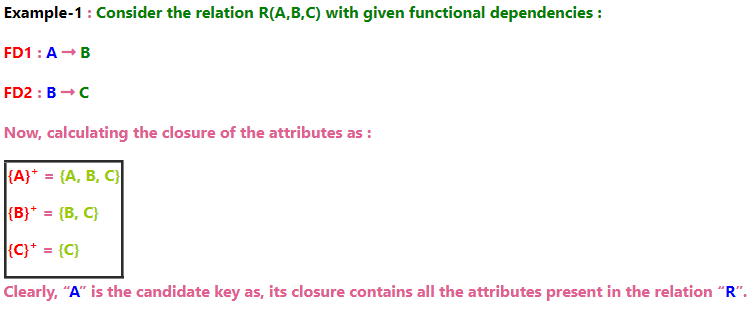 Example-1 : Consider the relation R(A,B,C) with given functional dependencies :
FD1 : A → B
FD2 : B → C
Now, calculating the closure of the attributes as :
{A}⁺ = {A, B, C}
{B}⁺ = {B, C}
{C}⁺ = {C}
Clearly, “A” is the candidate key as, its closure contains all the attributes present in the relation “R”.